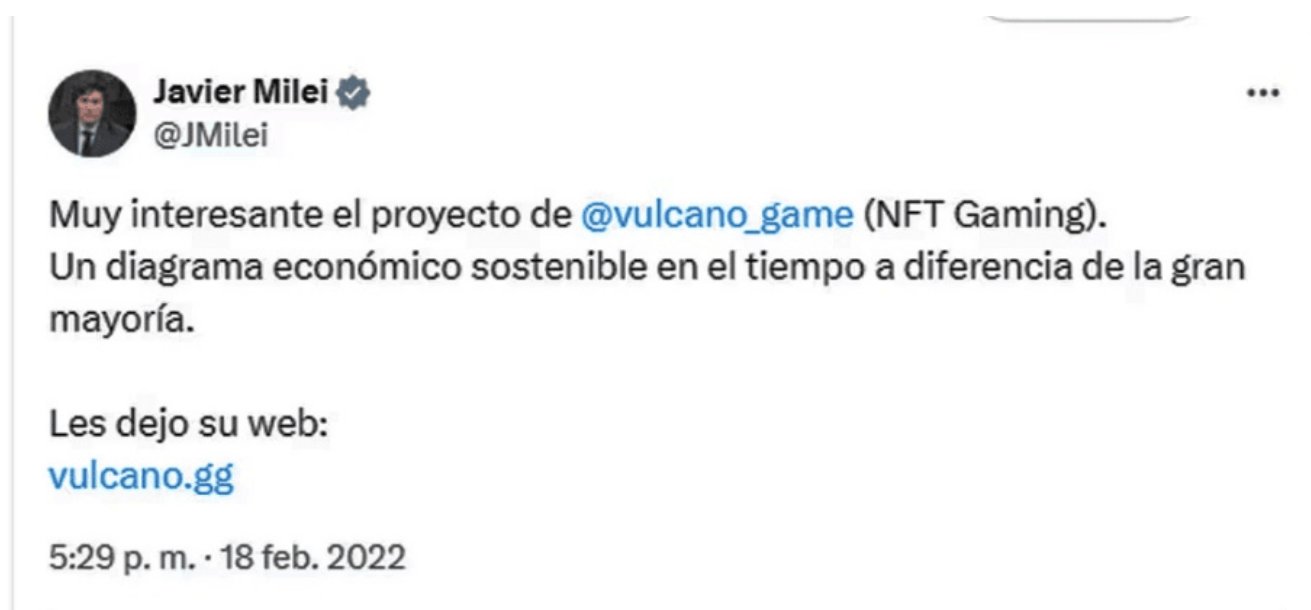 Javier Milei
@JMilei
Muy interesante el proyecto de @vulcano_game (NFT Gaming).
Un diagrama económico sostenible en el tiempo a diferencia de la gran
mayoría.
Les dejo su web:
vulcano.gg
5:29 p. m. · 18 feb. 2022